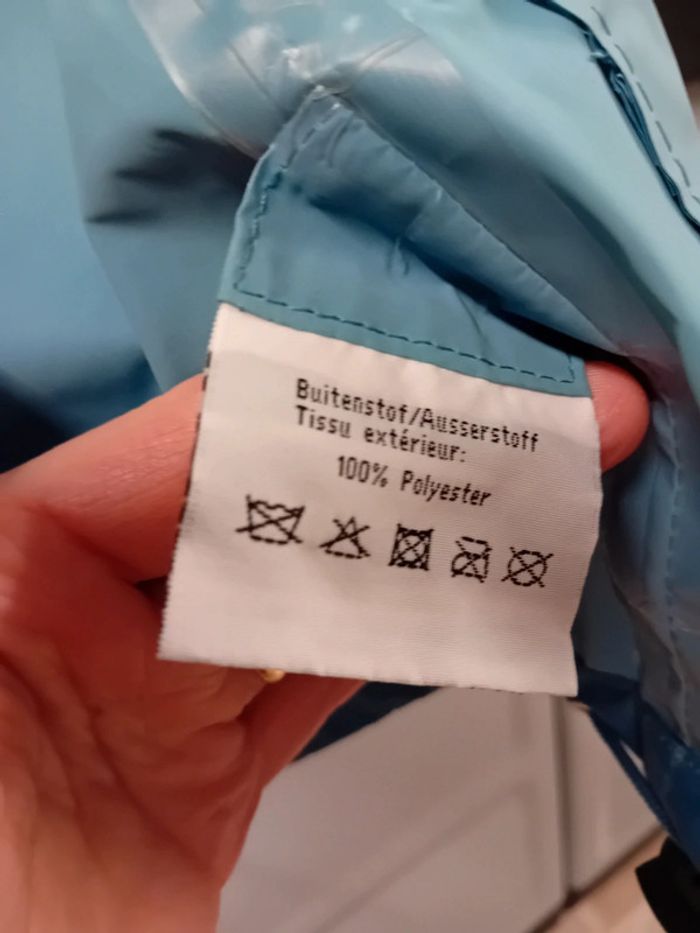 Buitenstof/Ausserstoff
Tissu extérieur:
100% Polyester